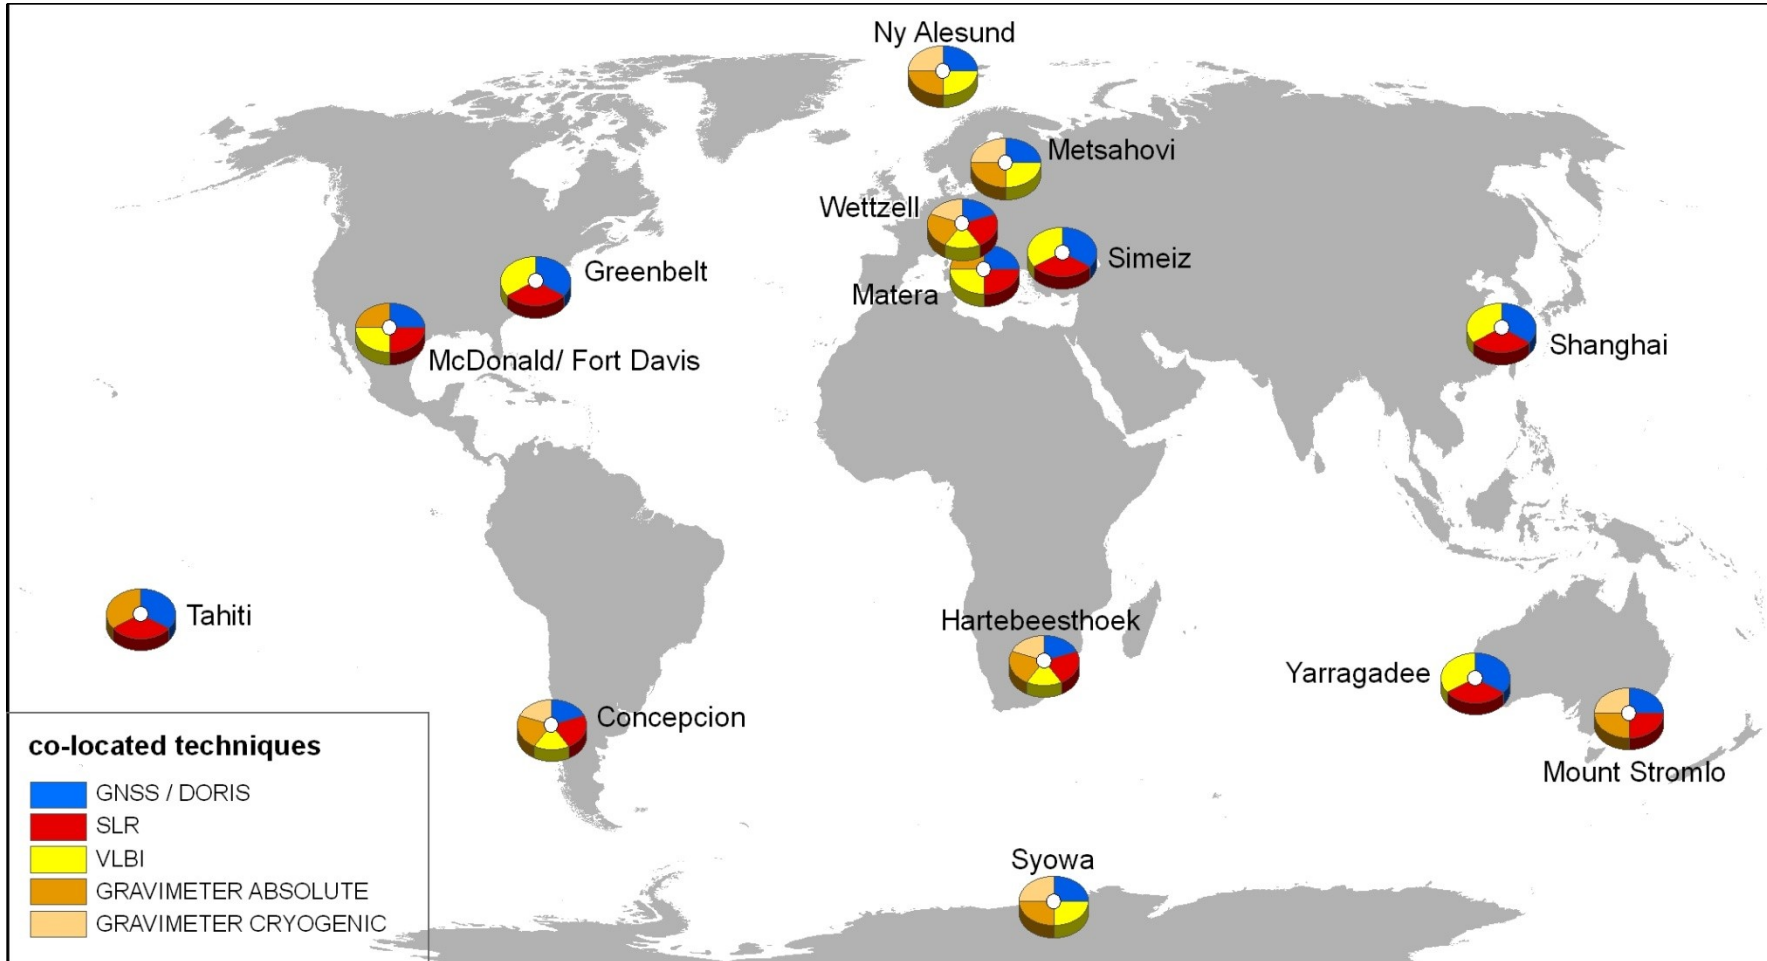 Ny Alesund
Metsahovi
Wettzell
Simeiz
Greenbelt
Matera
Shanghai
McDonald/ Fort Davis
Tahiti
Hartebeesthoek
Yarragadee
Concepcion
Mount Stromlo
co-located techniques
GNSS / DORIS
SLR
VLBI
GRAVIMETER ABSOLUTE
GRAVIMETER CRYOGENIC
Syowa